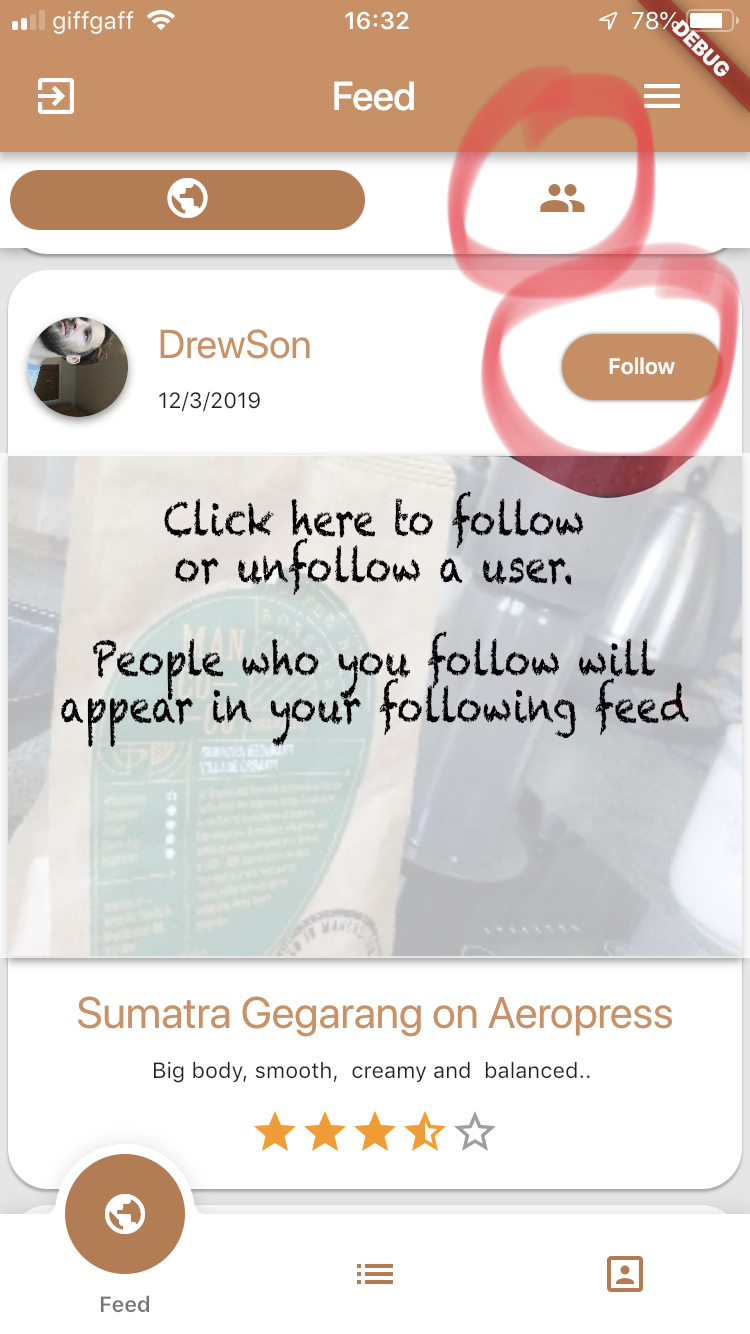 giffgaff 16:32 78%
DEBUG
Feed
DrewSon
12/3/2019
Follow
Click here to follow
or unfollow a user.
People who you follow will
appear in your following feed
MAN
Sumatra Gegarang on Aeropress
Big body, smooth, creamy and balanced..
Feed